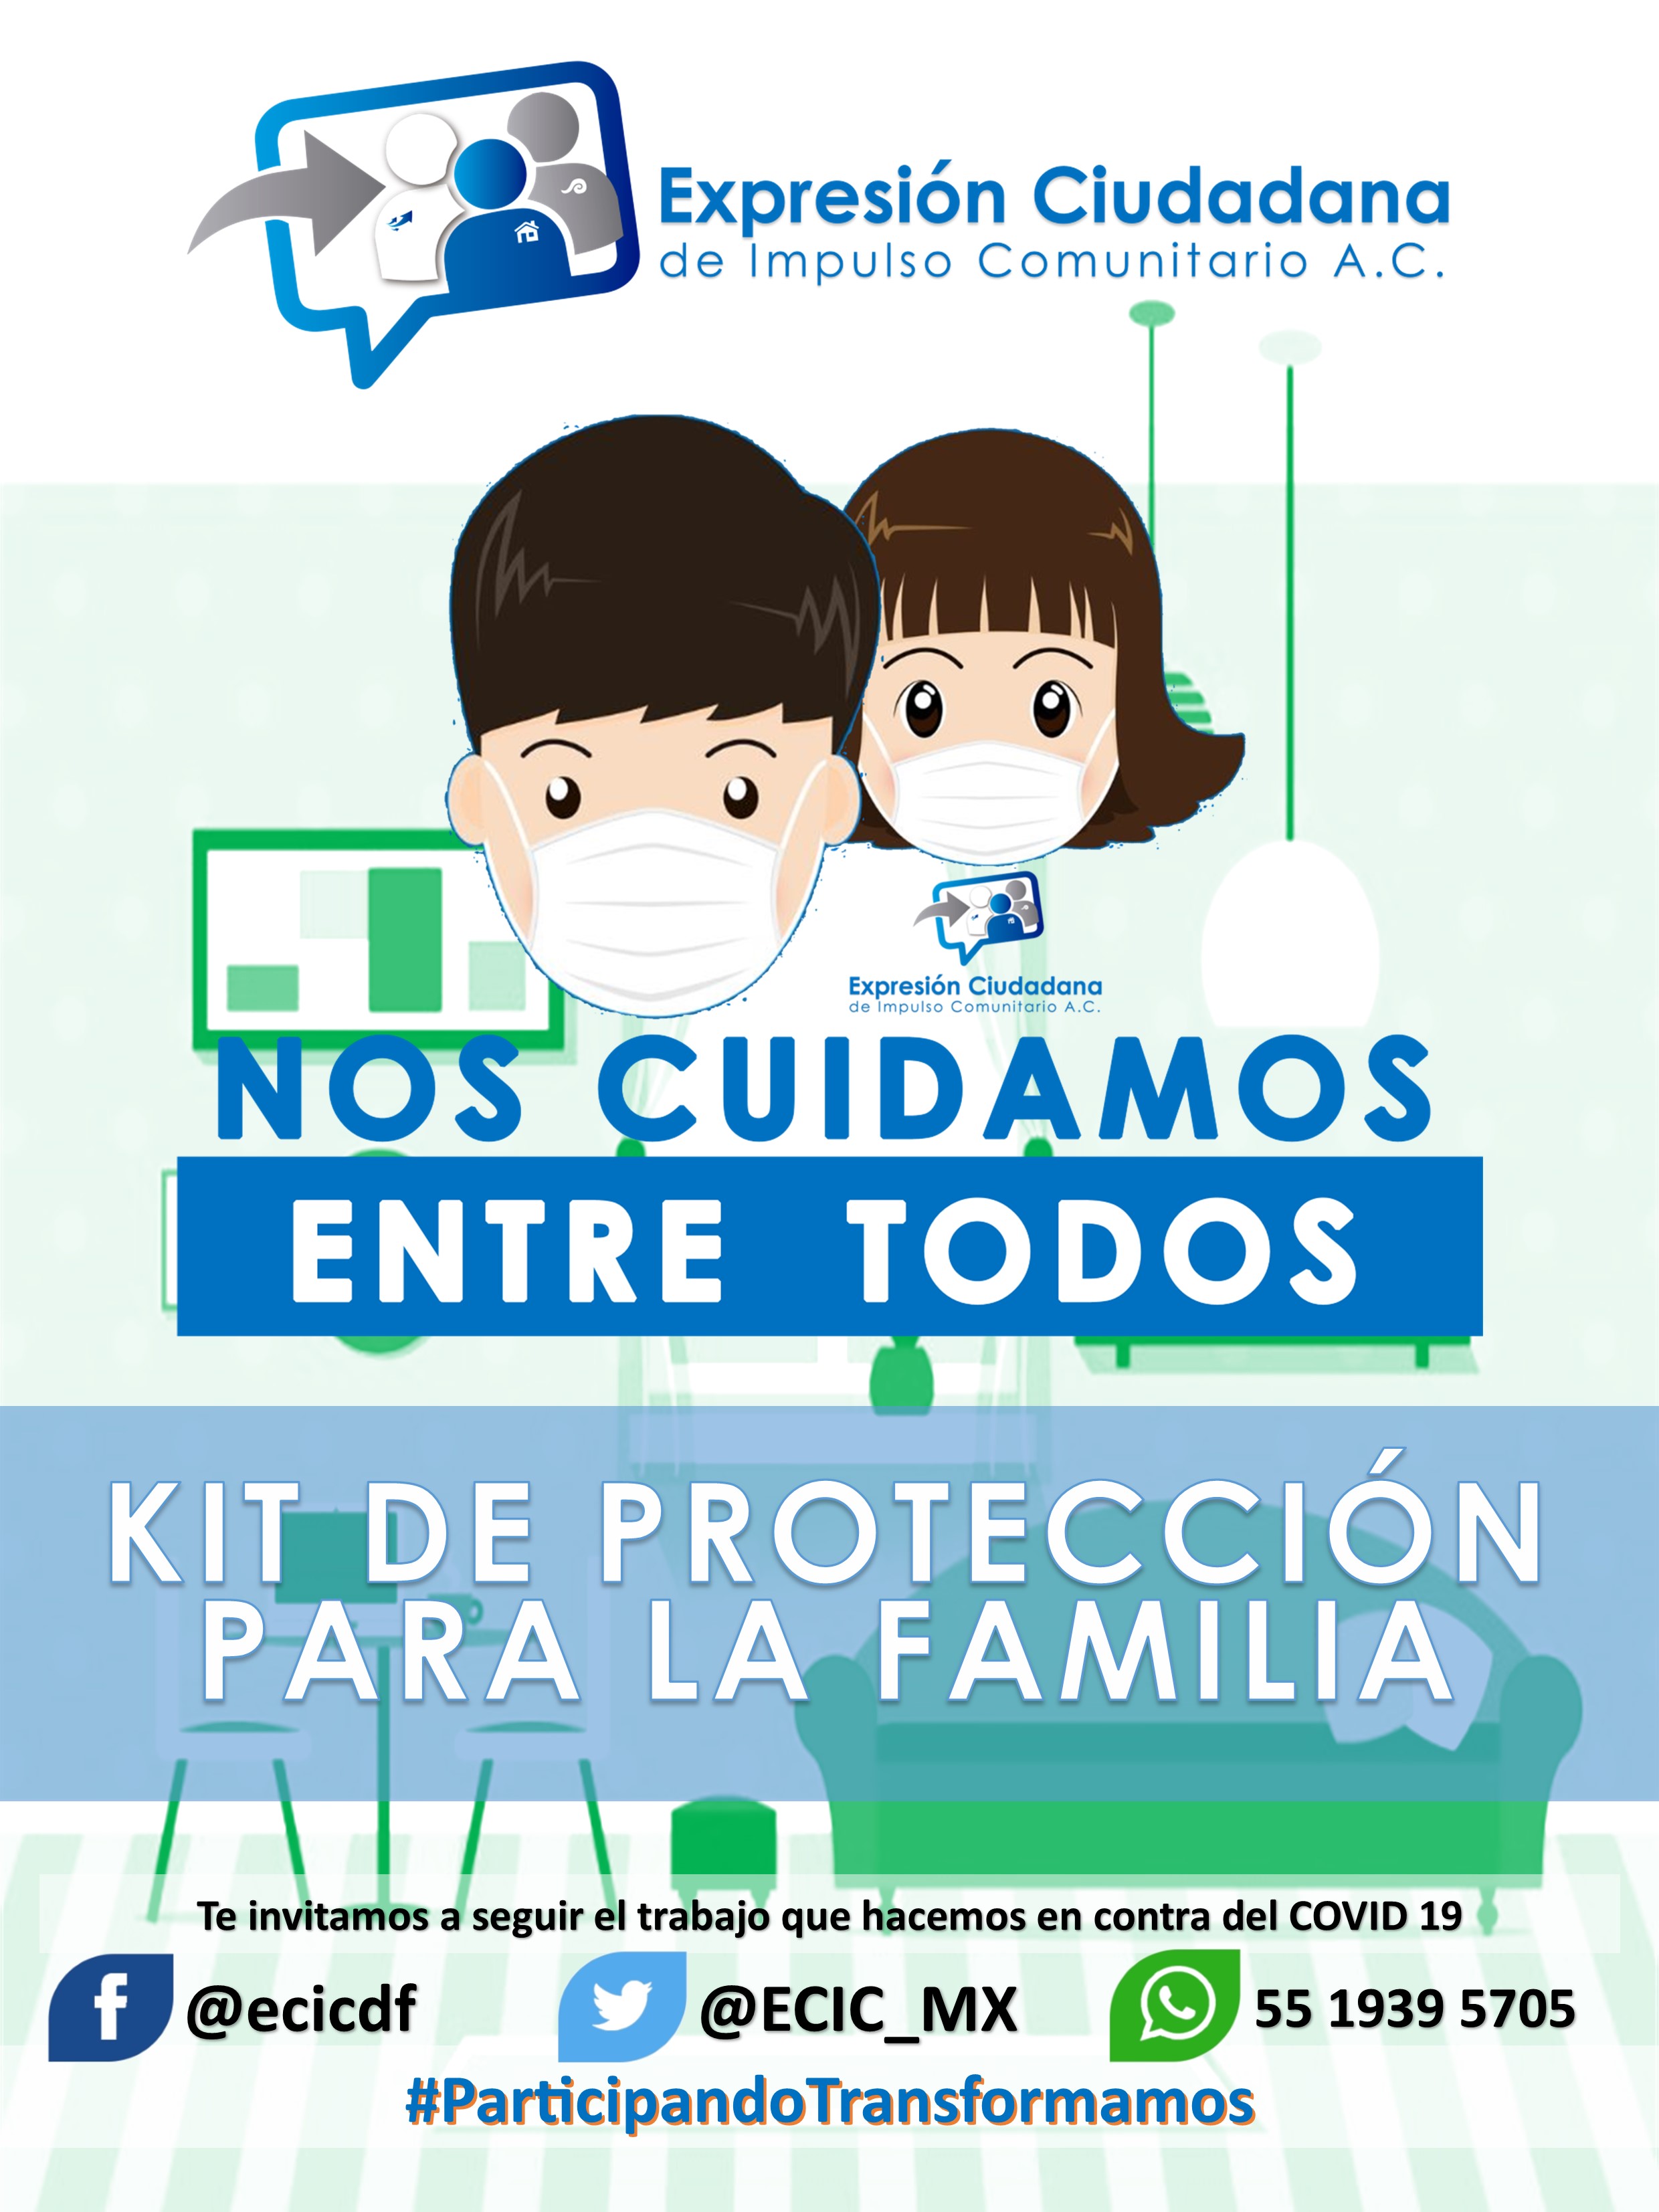 Expresión Ciudadana
de Impulso Comunitario A.C.
Expresión Ciudadana
de Impulso Comunitario A.C.
NOS CUIDAMOS
ENTRE TODOS
KIT DE PROTECCIÓN
PARA LA FAMILIA
Te invitamos a seguir el trabajo que hacemos en contra del COVID 19
@ecicdf
@ECIC_MX
55 1939 5705
#ParticipandoTransformamos